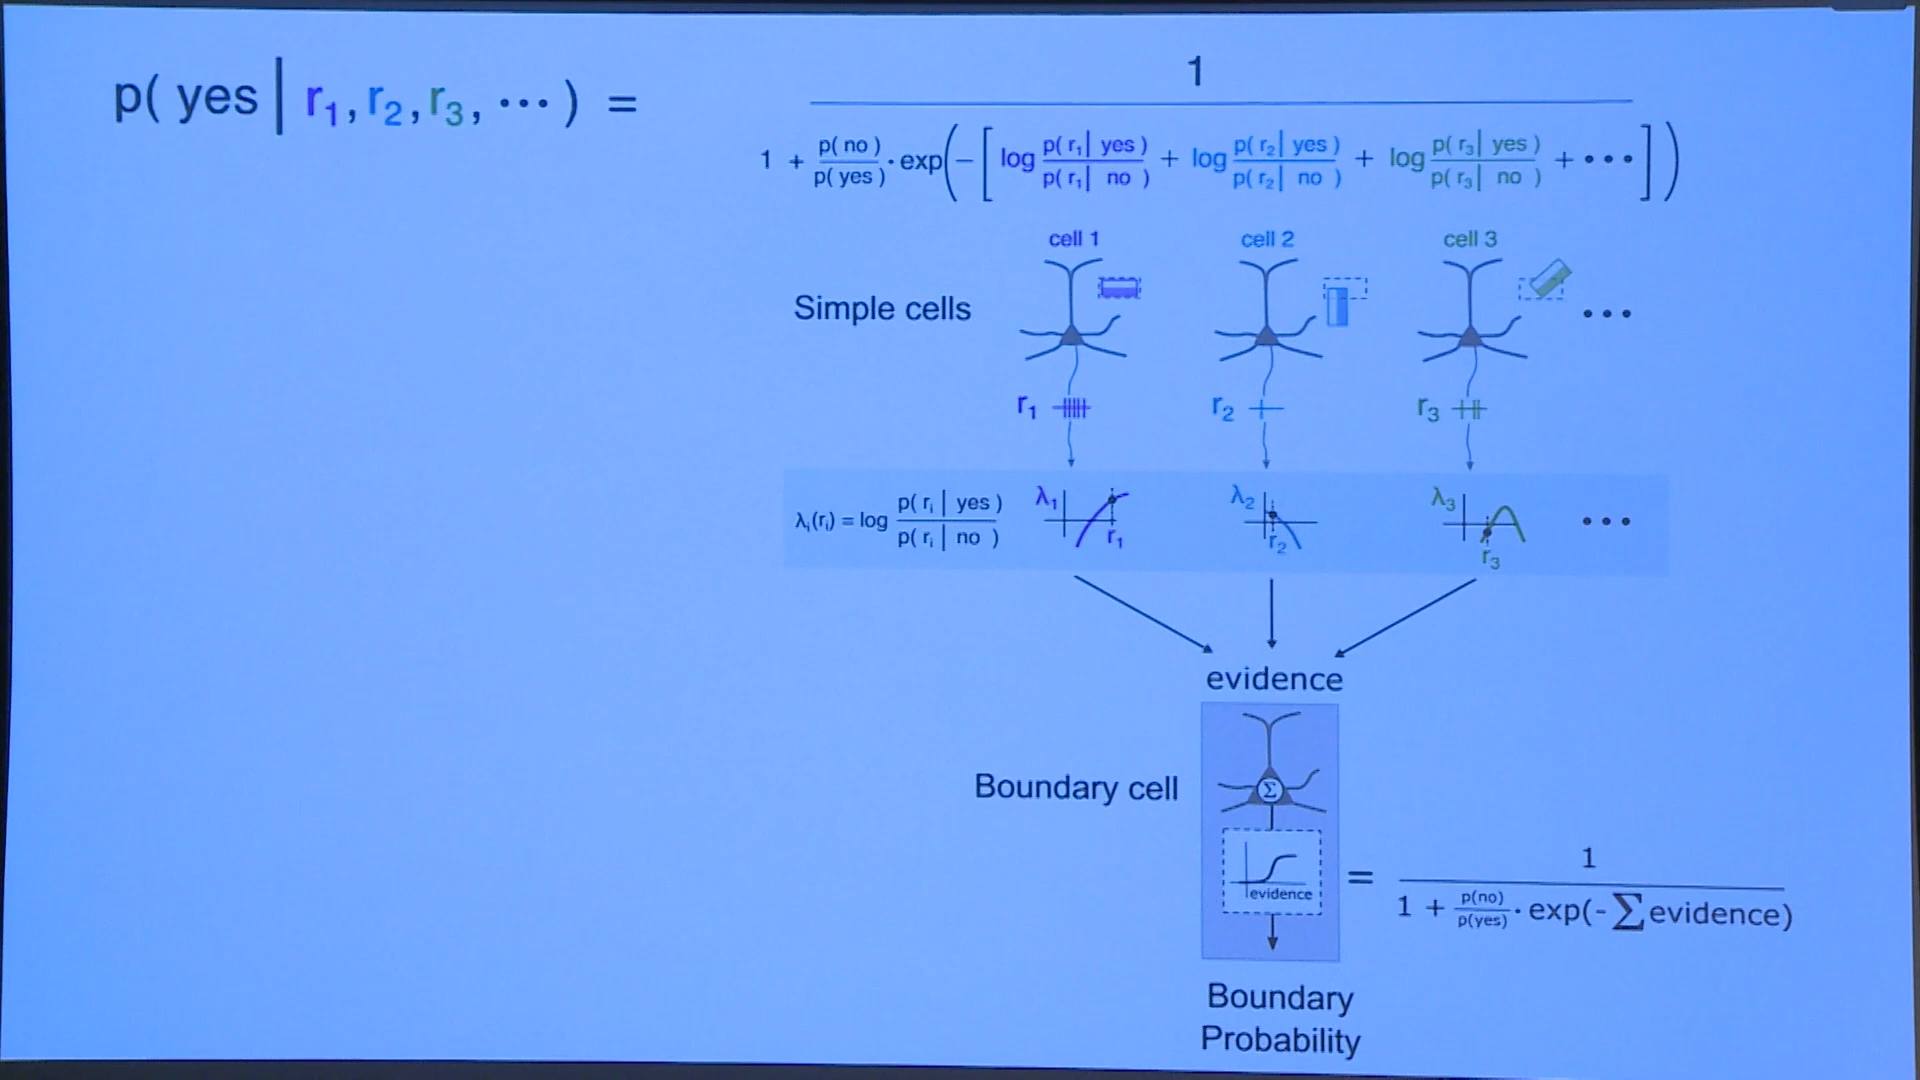 p( yes | r₁, r₂, r₃, ··· ) =
1
1 + p( no ) / p( yes ) · exp( − [ log p( r₁ | yes ) / p( r₁ | no ) + log p( r₂ | yes ) / p( r₂ | no ) + log p( r₃ | yes ) / p( r₃ | no ) + ··· ] )
cell 1 cell 2 cell 3
Simple cells ···
r₁ r₂ r₃
λᵢ(rᵢ) = log p( rᵢ | yes ) / p( rᵢ | no ) λ₁ r₁ λ₂ r₂ λ₃ r₃ ···
evidence
Boundary cell Σ
evidence = 1
1 + p(no) / p(yes) · exp(- Σ evidence)
Boundary
Probability